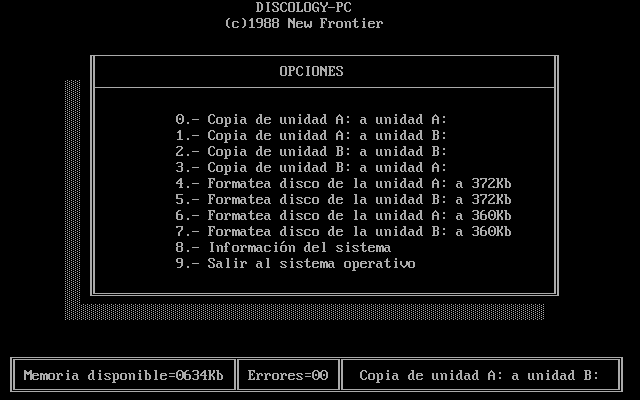 DISCOLOGY-PC
(c)1988 New Frontier
OPCIONES
0.- Copia de unidad A: a unidad A:
1.- Copia de unidad A: a unidad B:
2.- Copia de unidad B: a unidad B:
3.- Copia de unidad B: a unidad A:
4.- Formatea disco de la unidad A: a 372Kb
5.- Formatea disco de la unidad B: a 372Kb
6.- Formatea disco de la unidad A: a 360Kb
7.- Formatea disco de la unidad B: a 360Kb
8.- Información del sistema
9.- Salir al sistema operativo
Memoria disponible=0634Kb Errores=00 Copia de unidad A: a unidad B: